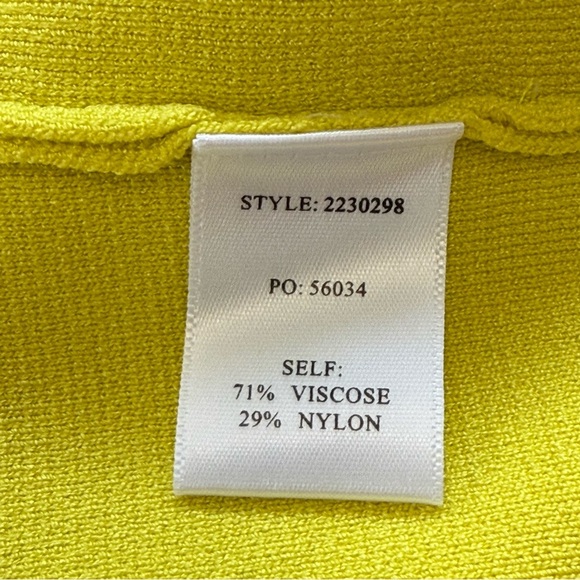 STYLE: 2230298
PO: 56034
SELF:
71% VISCOSE
29% NYLON